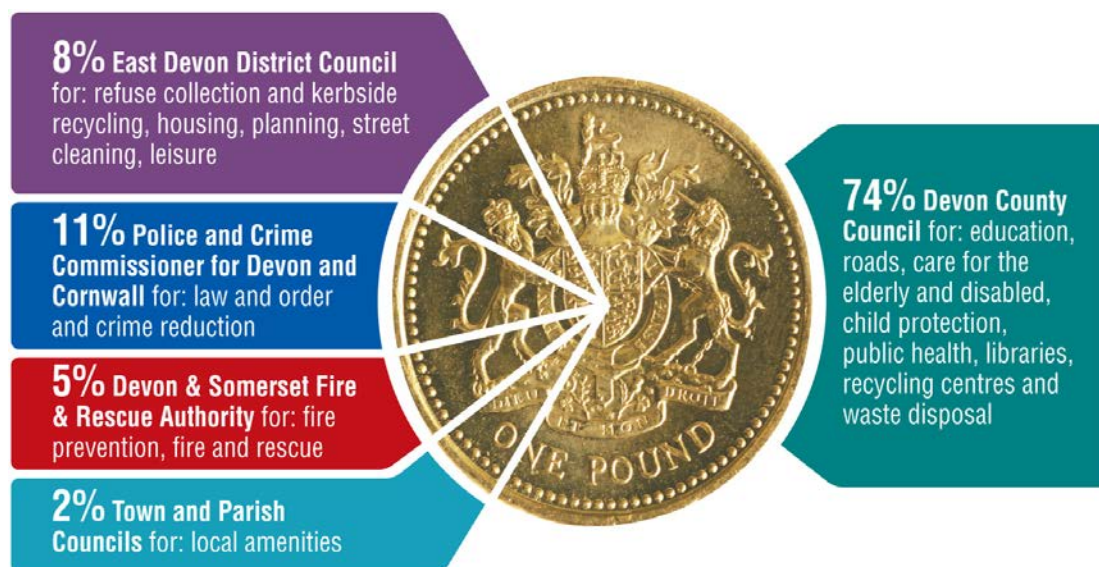 8% East Devon District Council
for: refuse collection and kerbside
recycling, housing, planning, street
cleaning, leisure
11% Police and Crime
Commissioner for Devon and
Cornwall for: law and order
and crime reduction
5% Devon & Somerset Fire
& Rescue Authority for: fire
prevention, fire and rescue
2% Town and Parish
Councils for: local amenities
DIEU ET MON DROIT
ONE POUND
74% Devon County
Council for: education,
roads, care for the
elderly and disabled,
child protection,
public health, libraries,
recycling centres and
waste disposal